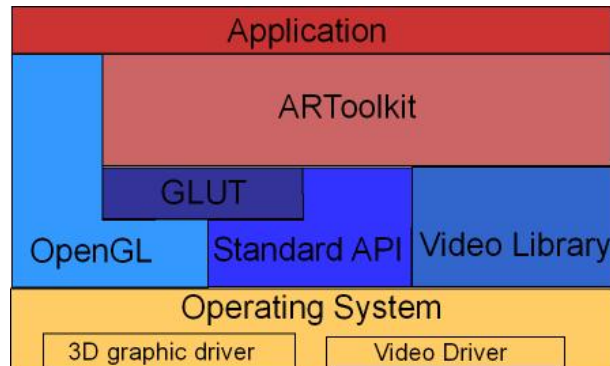 Application
ARToolkit
GLUT
OpenGL
Standard API
Video Library
Operating System
3D graphic driver
Video Driver